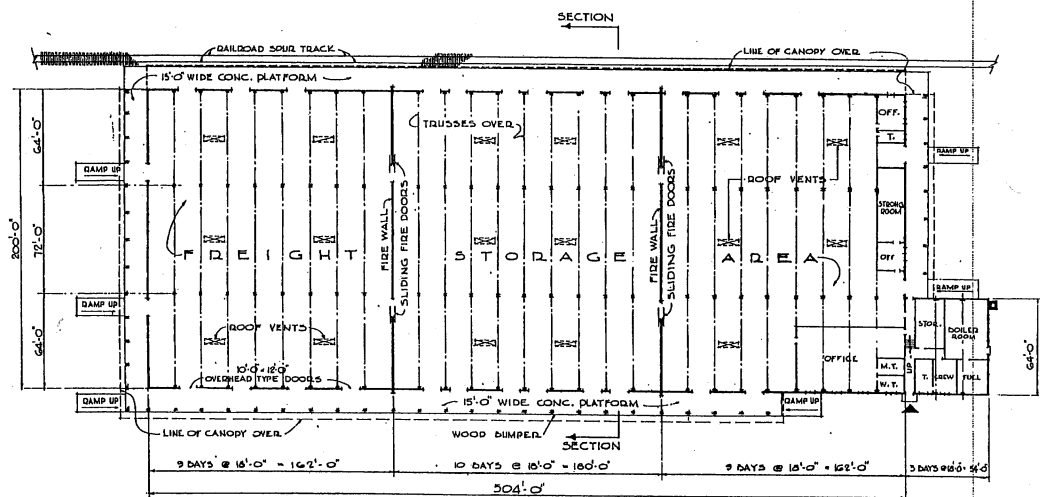 SECTION
RAILROAD SPUR TRACK
LINE OF CANOPY OVER
15'-0" WIDE CONC. PLATFORM
OFF.
TRUSSES OVER
T.
64'-0"
RAMP UP
RAMP UP
ROOF VENTS
STRONG ROOM
200'-0"
72'-0"
FIRE WALL
SLIDING FIRE DOORS
FIRE WALL
SLIDING FIRE DOORS
FREIGHT STORAGE AREA
OFF
RAMP UP
RAMP UP
STOR.
BOILER ROOM
64'-0"
ROOF VENTS
OFFICE
64'-0"
M.T.
UP
10'-0" x 12'-0"
OVERHEAD TYPE DOORS
W.T.
T.
CREW
FUEL
RAMP UP
15'-0" WIDE CONC. PLATFORM
RAMP UP
LINE OF CANOPY OVER
WOOD BUMPER
SECTION
9 BAYS @ 18'-0" = 162'-0"
10 BAYS @ 18'-0" = 180'-0"
9 BAYS @ 18'-0" = 162'-0"
3 BAYS @ 18'-0" = 54'-0"
504'-0"